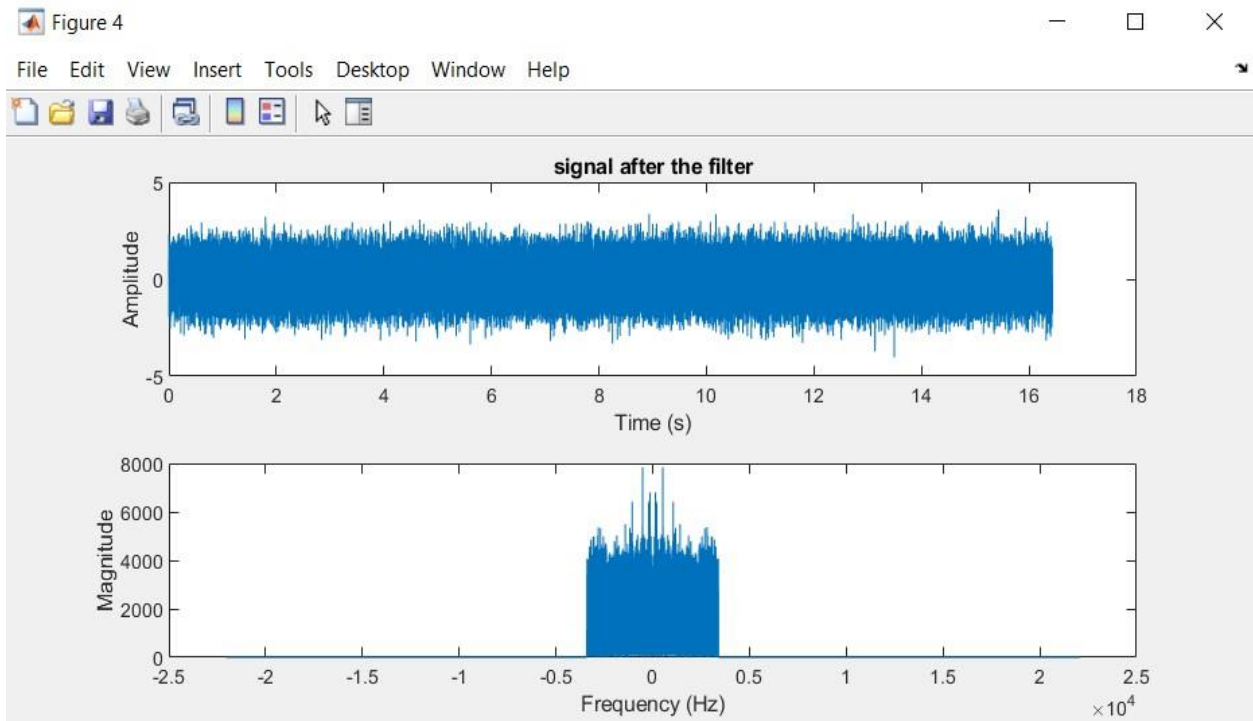 Figure 4
File Edit View Insert Tools Desktop Window Help
signal after the filter
5
0
-5
Amplitude
0 2 4 6 8 10 12 14 16 18
Time (s)
8000
6000
4000
2000
0
Magnitude
-2.5 -2 -1.5 -1 -0.5 0 0.5 1 1.5 2 2.5
Frequency (Hz)
×10⁴